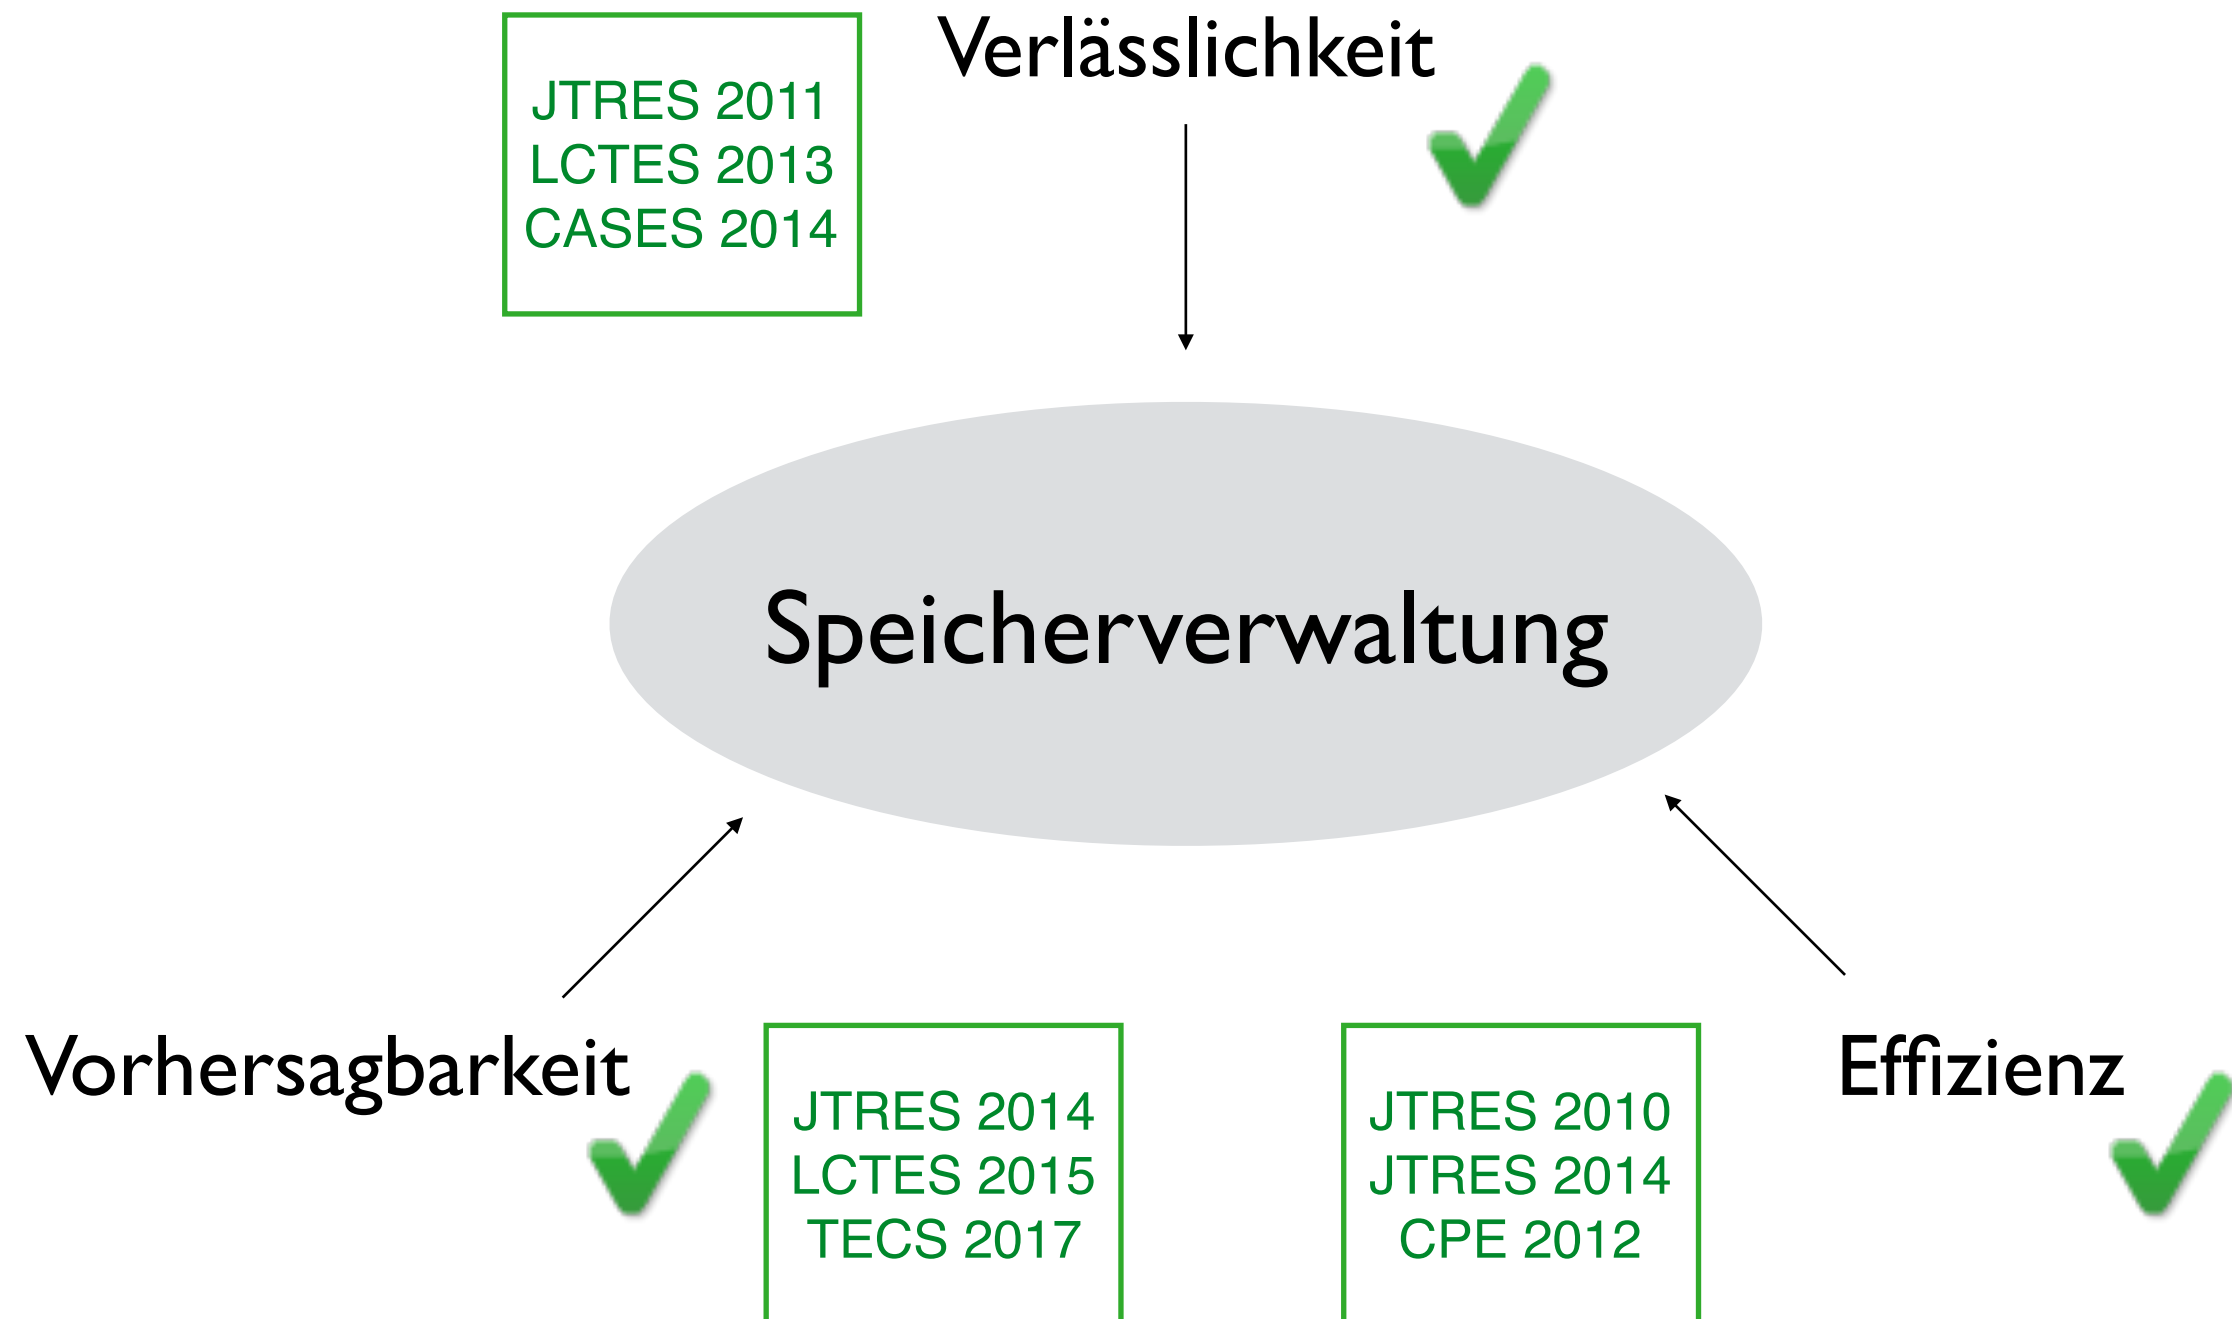 Verlässlichkeit
JTRES 2011
LCTES 2013
CASES 2014
Speicherverwaltung
Vorhersagbarkeit
JTRES 2014
LCTES 2015
TECS 2017
JTRES 2010
JTRES 2014
CPE 2012
Effizienz